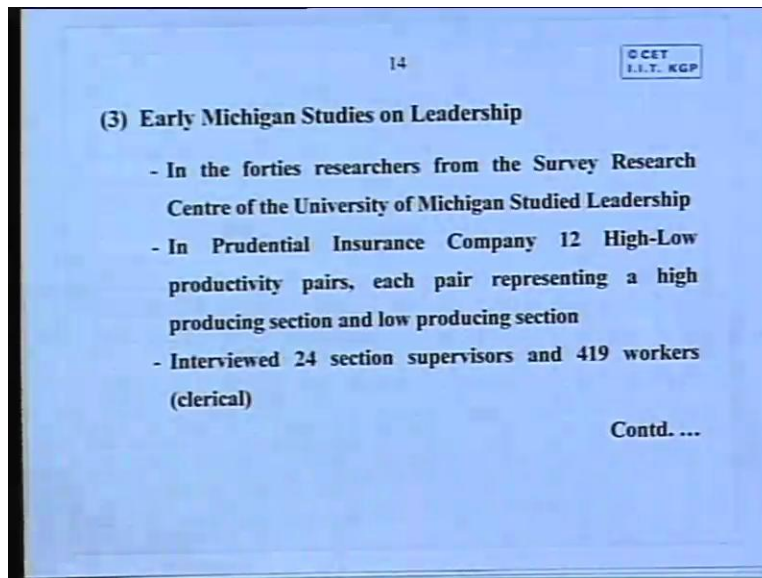 14
© CET
I.I.T. KGP
(3) Early Michigan Studies on Leadership
- In the forties researchers from the Survey Research
Centre of the University of Michigan Studied Leadership
- In Prudential Insurance Company 12 High-Low
productivity pairs, each pair representing a high
producing section and low producing section
- Interviewed 24 section supervisors and 419 workers
(clerical)
Contd. ...